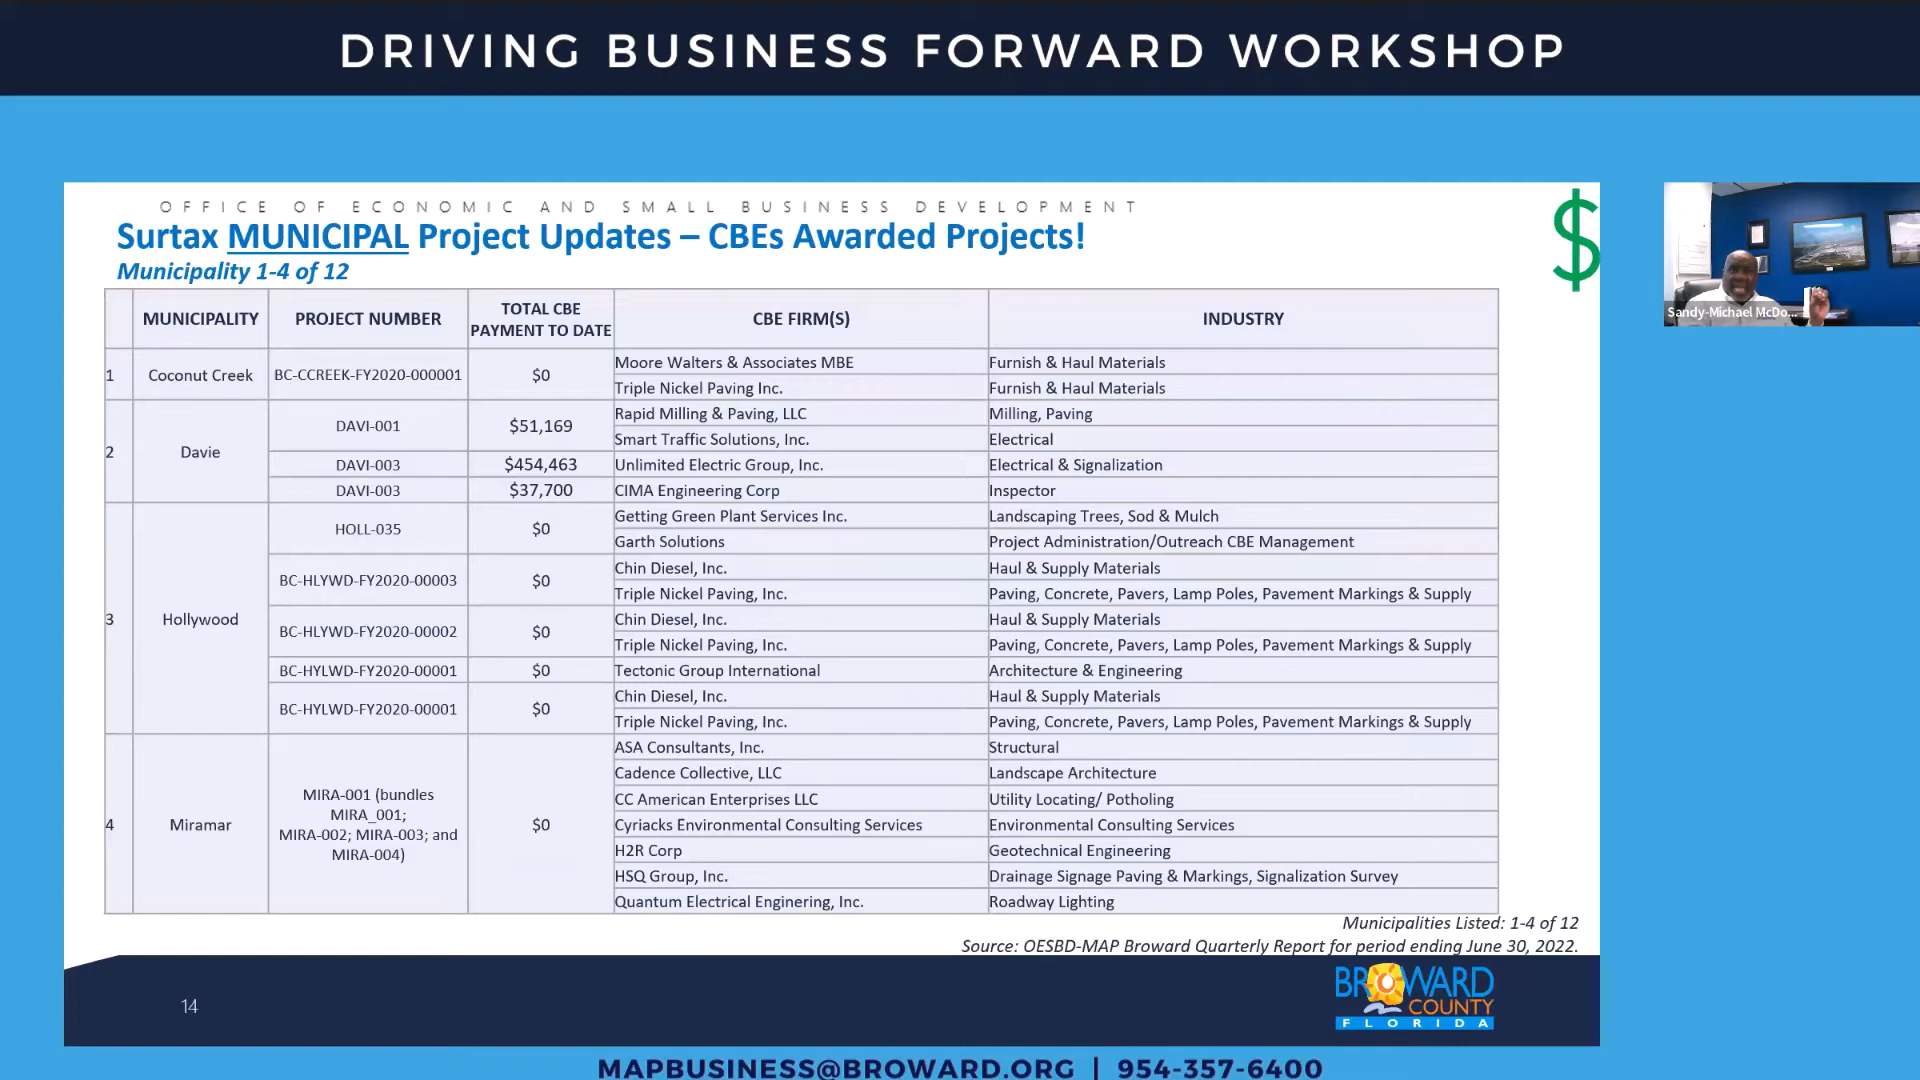 DRIVING BUSINESS FORWARD WORKSHOP
OFFICE OF ECONOMIC AND SMALL BUSINESS DEVELOPMENT
Surtax MUNICIPAL Project Updates – CBEs Awarded Projects!
Municipality 1-4 of 12
$
MUNICIPALITY PROJECT NUMBER TOTAL CBE PAYMENT TO DATE CBE FIRM(S) INDUSTRY
1 Coconut Creek BC-CCREEK-FY2020-000001 $0 Moore Walters & Associates MBE Furnish & Haul Materials
Triple Nickel Paving Inc. Furnish & Haul Materials
2 Davie DAVI-001 $51,169 Rapid Milling & Paving, LLC Milling, Paving
Smart Traffic Solutions, Inc. Electrical
DAVI-003 $454,463 Unlimited Electric Group, Inc. Electrical & Signalization
DAVI-003 $37,700 CIMA Engineering Corp Inspector
3 Hollywood HOLL-035 $0 Getting Green Plant Services Inc. Landscaping Trees, Sod & Mulch
Garth Solutions Project Administration/Outreach CBE Management
BC-HLYWD-FY2020-00003 $0 Chin Diesel, Inc. Haul & Supply Materials
Triple Nickel Paving, Inc. Paving, Concrete, Pavers, Lamp Poles, Pavement Markings & Supply
BC-HLYWD-FY2020-00002 $0 Chin Diesel, Inc. Haul & Supply Materials
Triple Nickel Paving, Inc. Paving, Concrete, Pavers, Lamp Poles, Pavement Markings & Supply
BC-HYLWD-FY2020-00001 $0 Tectonic Group International Architecture & Engineering
BC-HYLWD-FY2020-00001 $0 Chin Diesel, Inc. Haul & Supply Materials
Triple Nickel Paving, Inc. Paving, Concrete, Pavers, Lamp Poles, Pavement Markings & Supply
4 Miramar MIRA-001 (bundles MIRA_001; MIRA-002; MIRA-003; and MIRA-004) $0 ASA Consultants, Inc. Structural
Cadence Collective, LLC Landscape Architecture
CC American Enterprises LLC Utility Locating/ Potholing
Cyriacks Environmental Consulting Services Environmental Consulting Services
H2R Corp Geotechnical Engineering
HSQ Group, Inc. Drainage Signage Paving & Markings, Signalization Survey
Quantum Electrical Enginering, Inc. Roadway Lighting
Municipalities Listed: 1-4 of 12
Source: OESBD-MAP Broward Quarterly Report for period ending June 30, 2022.
14
BROWARD
COUNTY
FLORIDA
Sandy-Michael McDo...
MAPBUSINESS@BROWARD.ORG | 954-357-6400